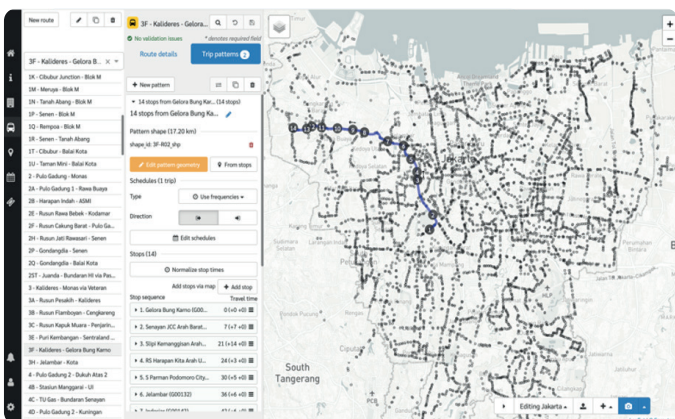 New route
3F - Kalideres - Gelora B...
1K - Cibubur Junction - Blok M
1M - Meruya - Blok M
1N - Tanah Abang - Blok M
1P - Senen - Blok M
1Q - Rempoa - Blok M
1R - Senen - Tanah Abang
1T - Cibubur - Balai Kota
1U - Taman Mini - Balai Kota
2 - Pulo Gadung - Monas
2A - Pulo Gadung 1 - Rawa Buaya
2B - Harapan Indah - ASMI
2E - Rusun Rawa Bebek - Kodamar
2F - Rusun Cakung Barat - Pulo Ga...
2H - Rusun Jati Rawasari - Senen
2P - Gondangdia - Senen
2Q - Gondangdia - Balai Kota
2ST - Juanda - Bundaran HI via Pas...
3 - Kalideres - Monas via Veteran
3A - Rusun Pesakih - Kalideres
3B - Rusun Flamboyan - Cengkareng
3C - Rusun Kapuk Muara - Penjarin...
3E - Puri Kembangan - Sentraland ...
3F - Kalideres - Gelora Bung Karno
3H - Jelambar - Kota
4 - Pulo Gadung 2 - Dukuh Atas 2
4B - Stasiun Manggarai - UI
4C - TU Gas - Bundaran Senayan
4D - Pulo Gadung 2 - Kuningan
3F - Kalideres - Gelor...
No validation issues
* denotes required field
Route details
Trip patterns 2
New pattern
14 stops from Gelora Bung Kar... (14 stops)
14 stops from Gelora Bung Ka...
Pattern shape (17.20 km)
shape_id: 3F-R02_shp
Edit pattern geometry
From stops
Schedules (1 trip)
Type
Use frequencies
Direction
Edit schedules
Stops (14)
Normalize stop times
Add stops via map
+ Add stop
Stop sequence
Travel time
1. Gelora Bung Karno (G00...
0 (+0 +0)
2. Senayan JCC Arah Barat...
7 (+7 +0)
3. Slipi Kemanggisan Arah...
21 (+14 +0)
4. RS Harapan Kita Arah U...
24 (+3 +0)
5. S Parman Podomoro City...
30 (+5 +0)
6. Jelambar (G00132)
36 (+6 +0)
Jakarta
South
Tangerang
Cipulir
PCB
Editing Jakarta